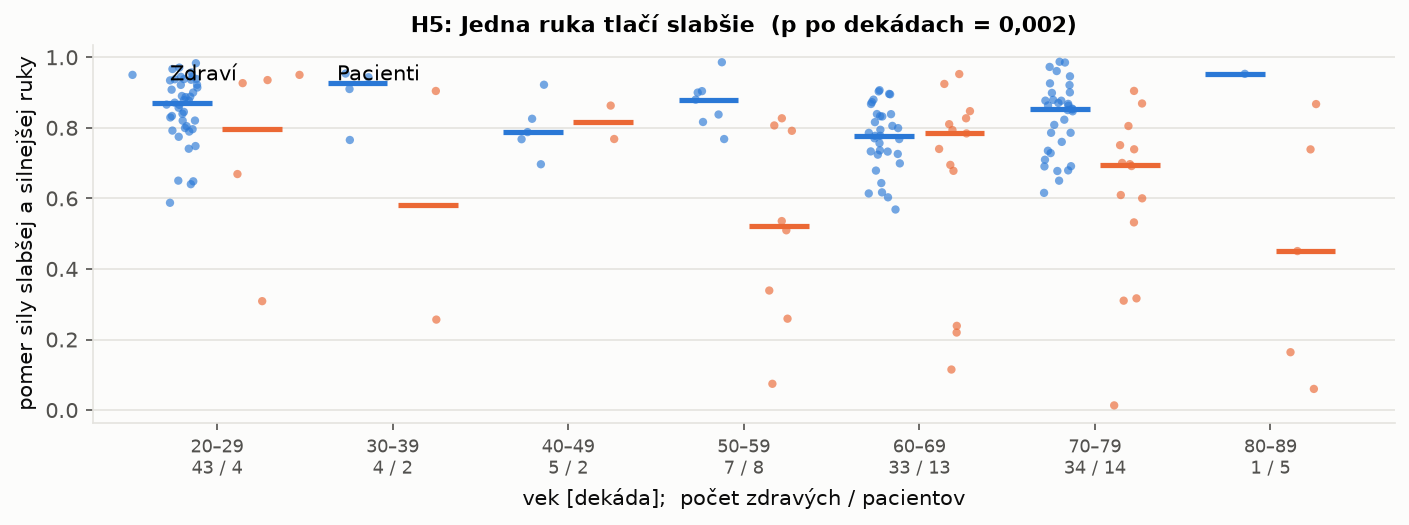 H5: Jedna ruka tlačí slabšie  (p po dekádach = 0,002)
Zdraví
Pacienti
pomer sily slabšej a silnejšej ruky
1.0
0.8
0.6
0.4
0.2
0.0
20–29 30–39 40–49 50–59 60–69 70–79 80–89
43 / 4 4 / 2 5 / 2 7 / 8 33 / 13 34 / 14 1 / 5
vek [dekáda];  počet zdravých / pacientov